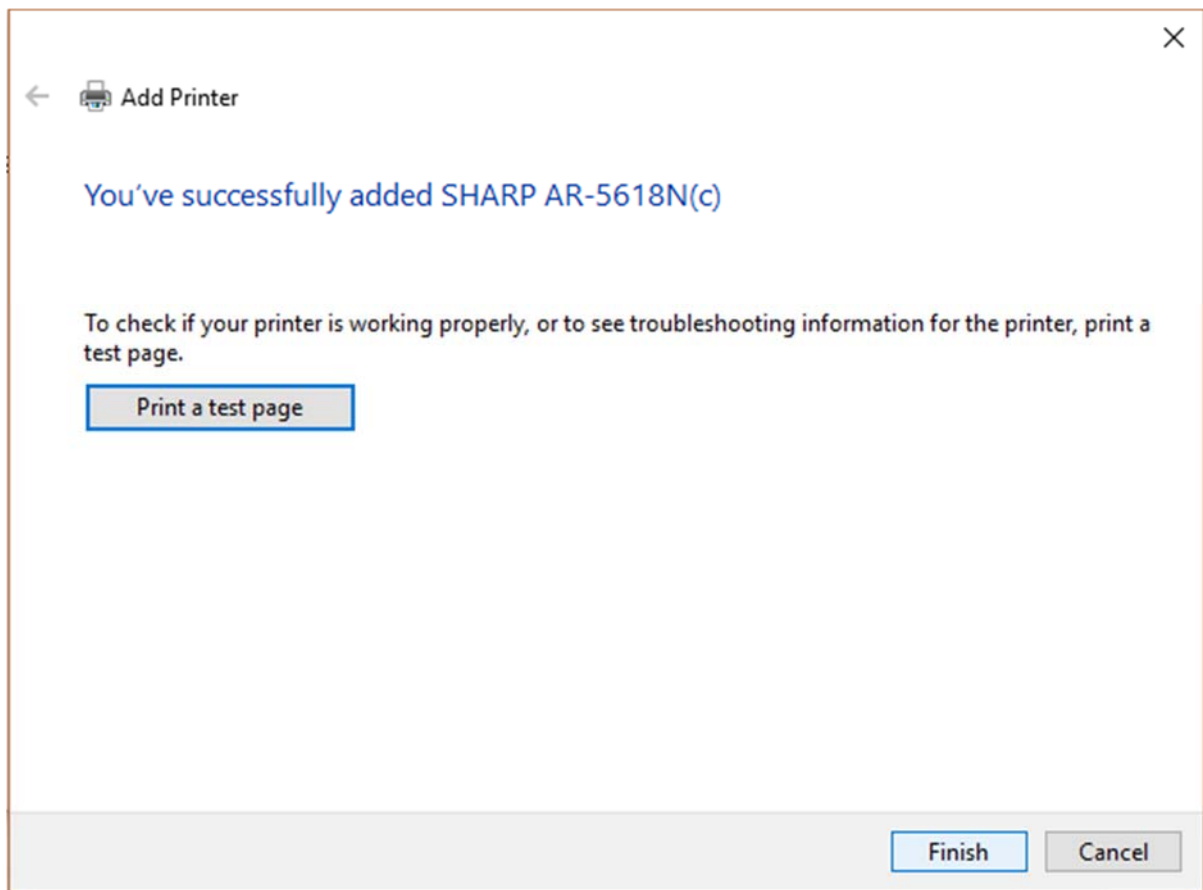 Add Printer
You’ve successfully added SHARP AR-5618N(c)
To check if your printer is working properly, or to see troubleshooting information for the printer, print a
test page.
Print a test page
Finish
Cancel